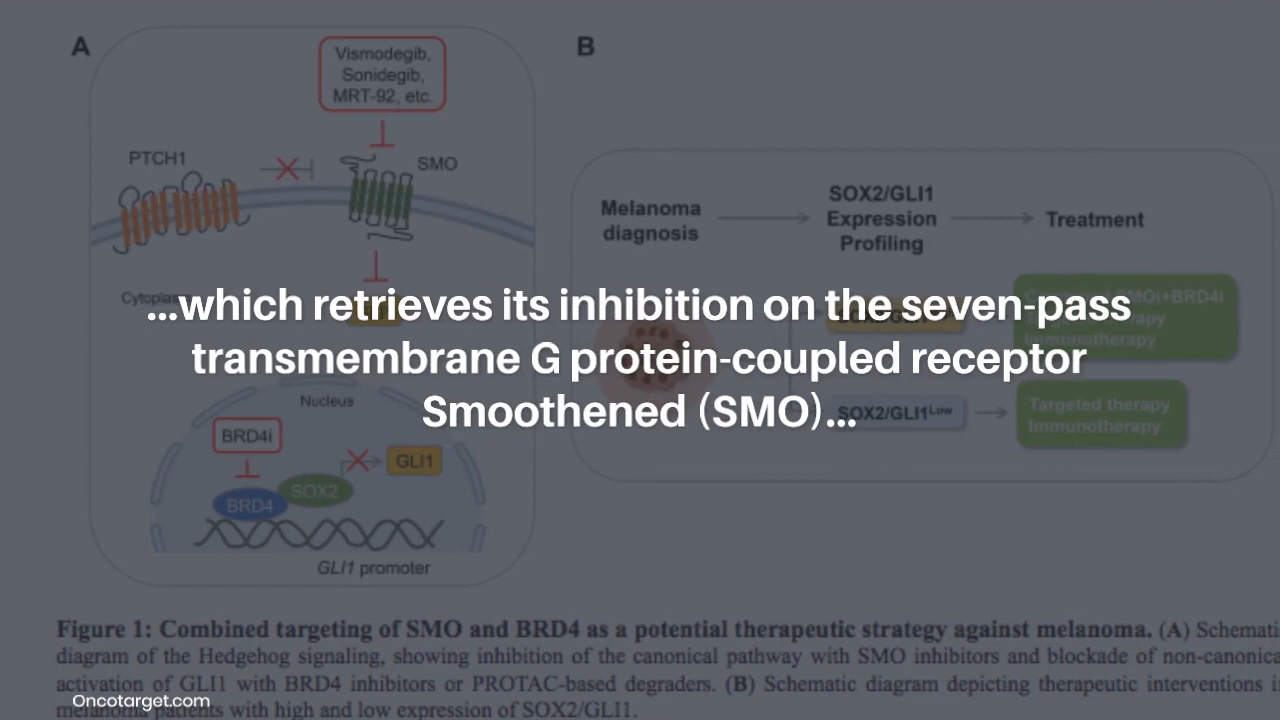 A
Vismodegib,
Sonidegib,
MRT-92, etc.
PTCH1
SMO
Nucleus
BRD4i
GLI1
SOX2
BRD4
GLI1 promoter
B
Melanoma
diagnosis
SOX2/GLI1
Expression
Profiling
Treatment
SOX2/GLI1Low
Targeted therapy
Immunotherapy
...which retrieves its inhibition on the seven-pass
transmembrane G protein-coupled receptor
Smoothened (SMO)...
Figure 1: Combined targeting of SMO and BRD4 as a potential therapeutic strategy against melanoma. (A) Schemati
diagram of the Hedgehog signaling, showing inhibition of the canonical pathway with SMO inhibitors and blockade of non-canonica
activation of GLI1 with BRD4 inhibitors or PROTAC-based degraders. (B) Schematic diagram depicting therapeutic interventions i
melanoma patients with high and low expression of SOX2/GLI1.
Oncotarget.com